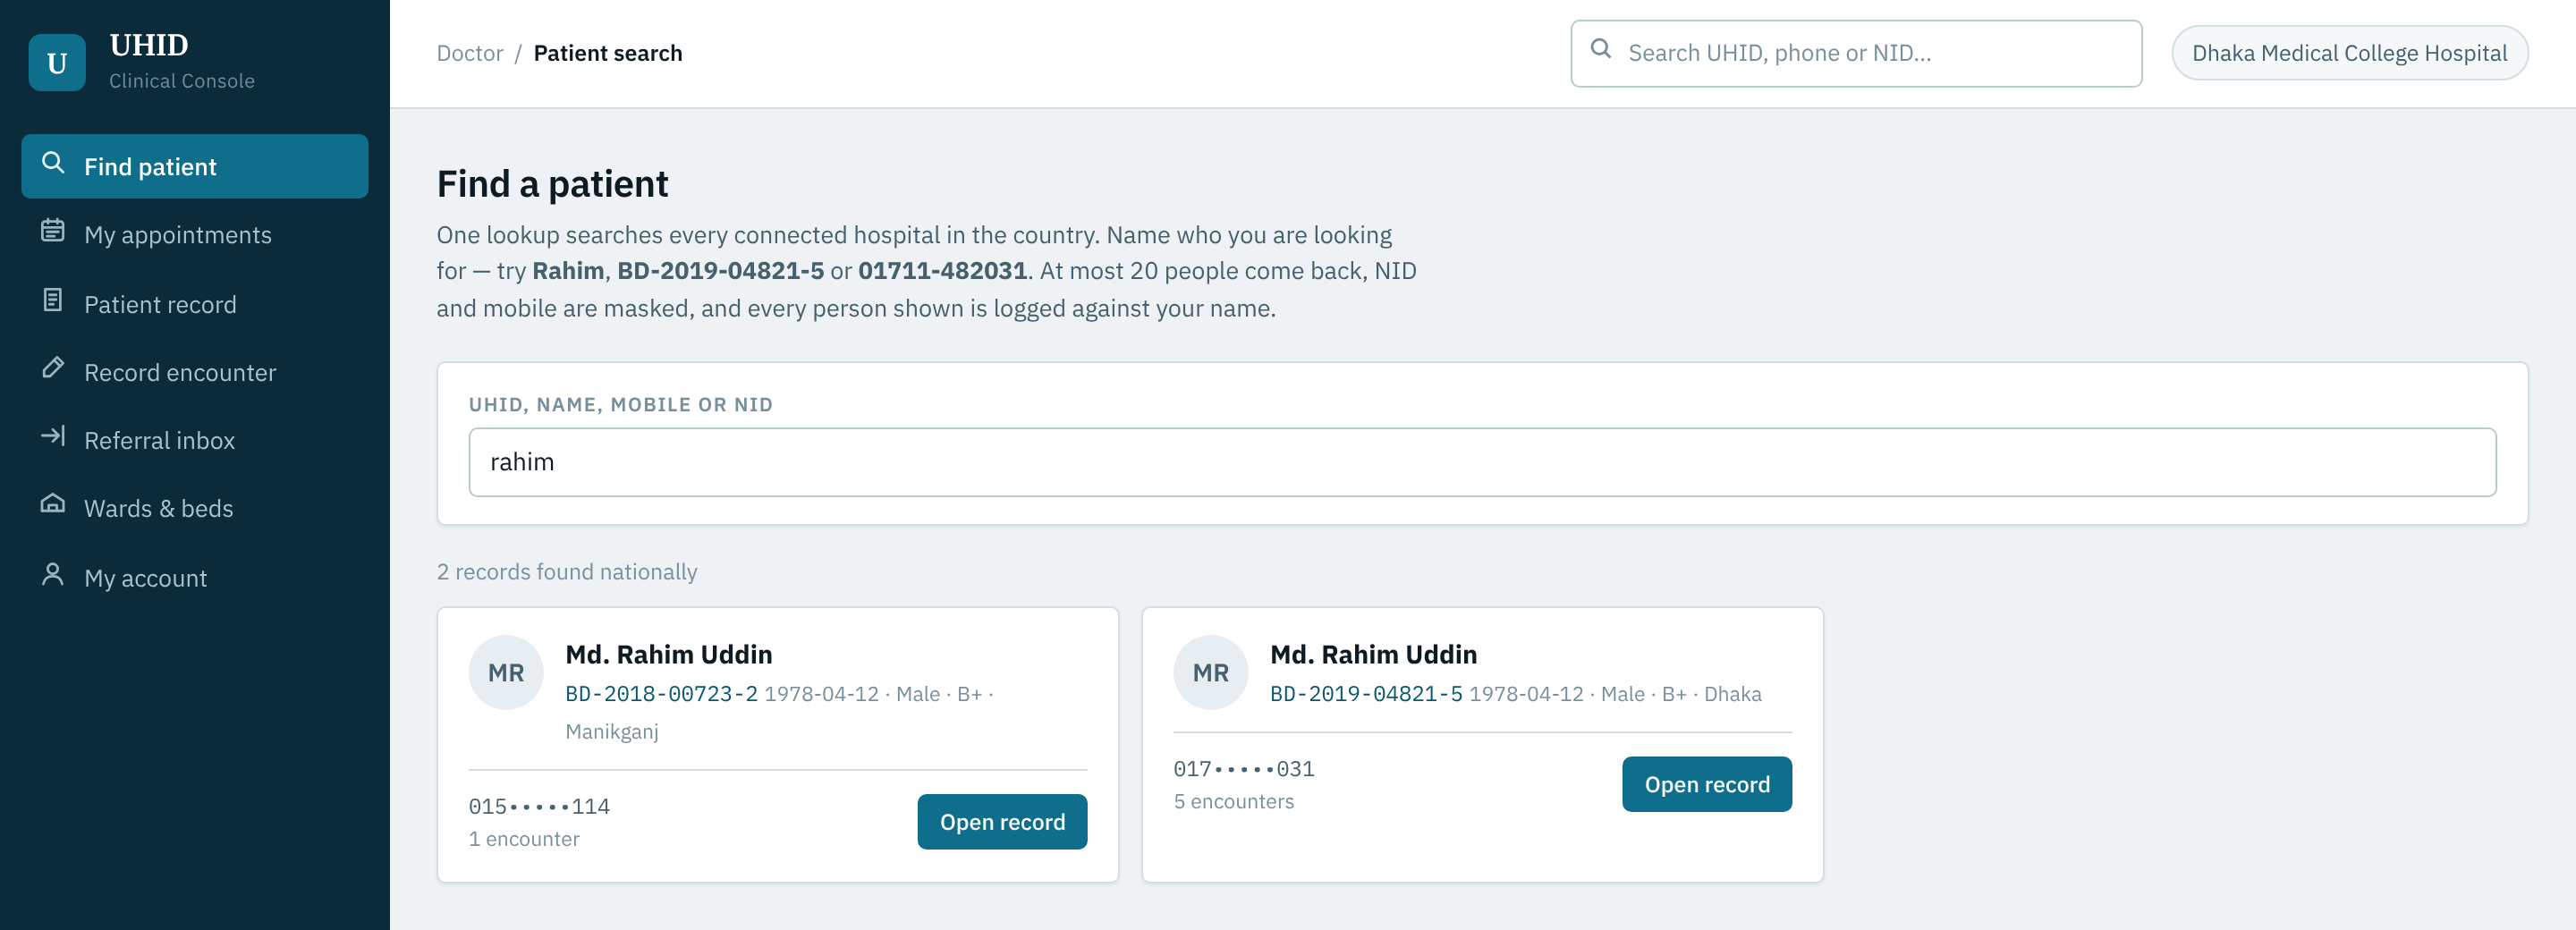 U
UHID
Clinical Console
Find patient
My appointments
Patient record
Record encounter
Referral inbox
Wards & beds
My account
Doctor / Patient search
Search UHID, phone or NID...
Dhaka Medical College Hospital
Find a patient
One lookup searches every connected hospital in the country. Name who you are looking
for — try Rahim, BD-2019-04821-5 or 01711-482031. At most 20 people come back, NID
and mobile are masked, and every person shown is logged against your name.
UHID, NAME, MOBILE OR NID
rahim
2 records found nationally
MR
Md. Rahim Uddin
BD-2018-00723-2 1978-04-12 · Male · B+ ·
Manikganj
015•••••114
1 encounter
Open record
MR
Md. Rahim Uddin
BD-2019-04821-5 1978-04-12 · Male · B+ · Dhaka
017•••••031
5 encounters
Open record